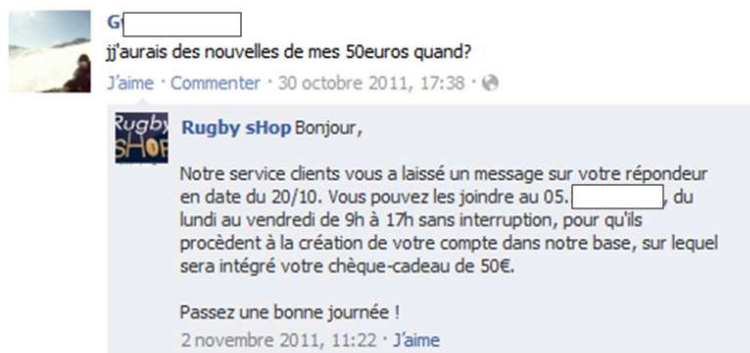 G
jj'aurais des nouvelles de mes 50euros quand?
J'aime · Commenter · 30 octobre 2011, 17:38 ·
Rugby
SHOP
Rugby sHop Bonjour,
Notre service clients vous a laissé un message sur votre répondeur
en date du 20/10. Vous pouvez les joindre au 05. , du
lundi au vendredi de 9h à 17h sans interruption, pour qu'ils
procèdent à la création de votre compte dans notre base, sur lequel
sera intégré votre chèque-cadeau de 50€.
Passez une bonne journée !
2 novembre 2011, 11:22 · J'aime